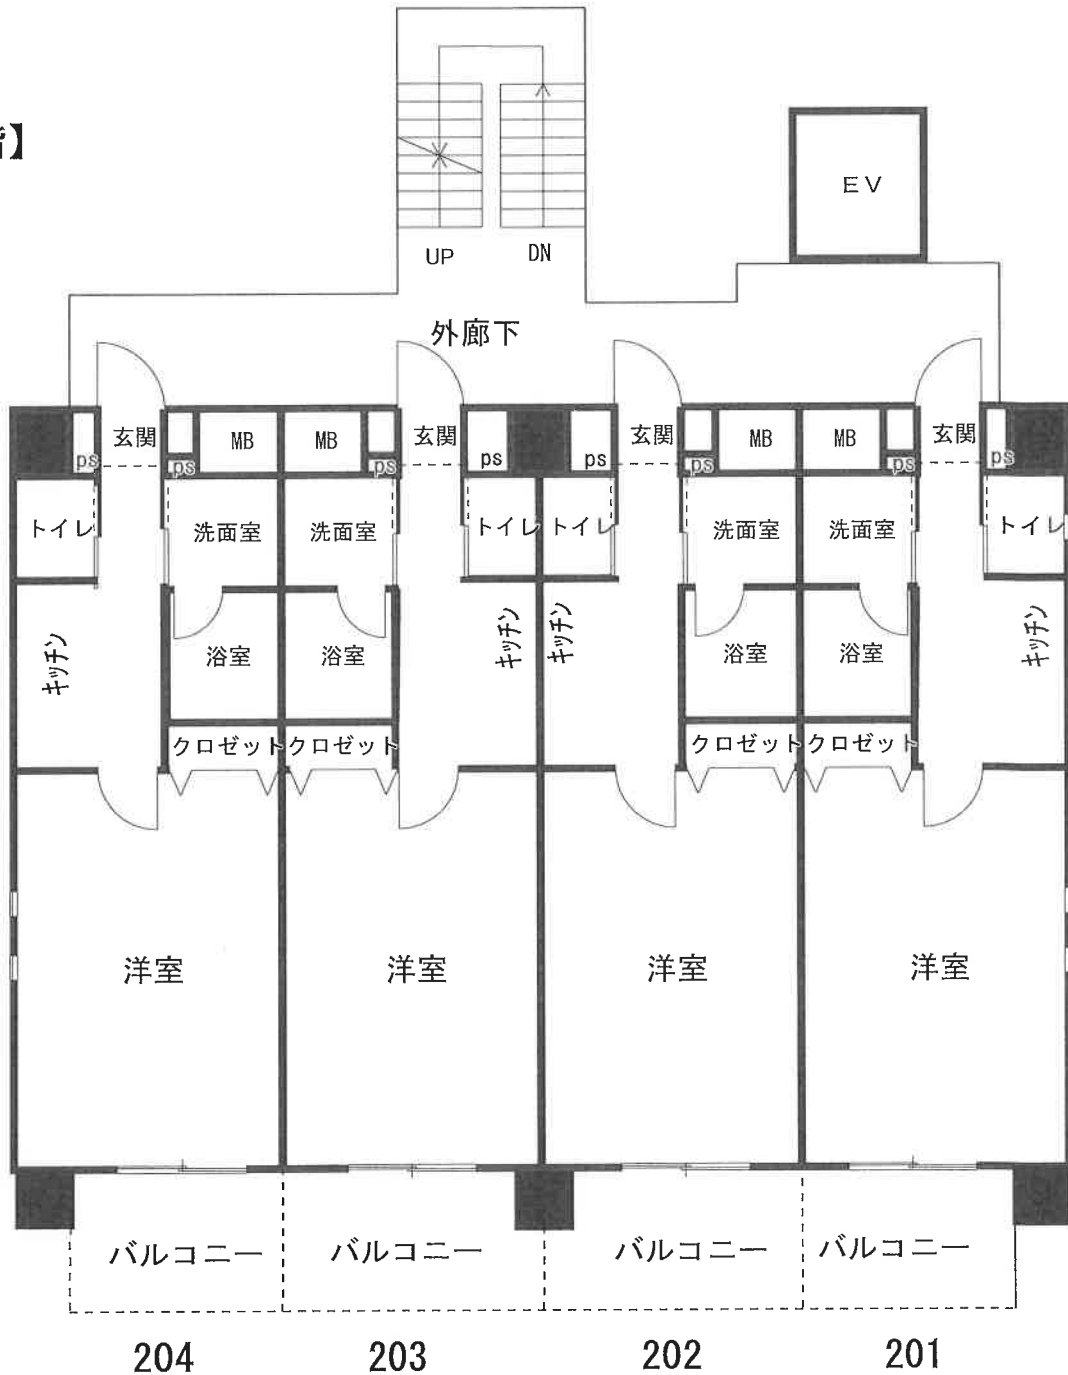 階】
EV
UP DN
外廊下
玄関 MB MB 玄関 玄関 MB MB 玄関
ps ps ps ps ps ps ps ps
トイレ 洗面室 洗面室 トイレ トイレ 洗面室 洗面室 トイレ
キッチン 浴室 浴室 キッチン キッチン 浴室 浴室 キッチン
クロゼット クロゼット クロゼット クロゼット
洋室 洋室 洋室 洋室
バルコニー バルコニー バルコニー バルコニー
204 203 202 201